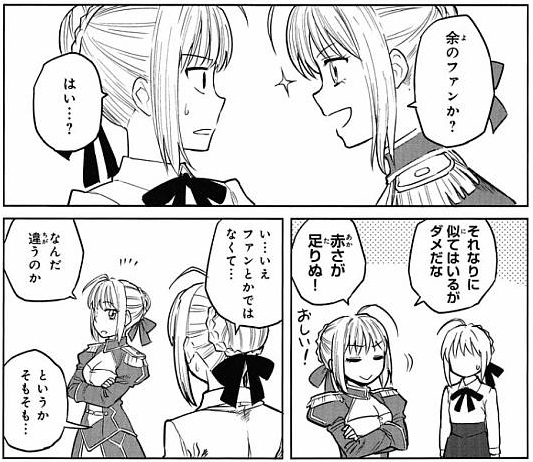 余のファンか？
はい…？
それなりに
似てはいるが
ダメだな
赤さが
足りぬ！
おしい！
い…いえ
ファンとかでは
なくて…
なんだ
違うのか
というか
そもそも…